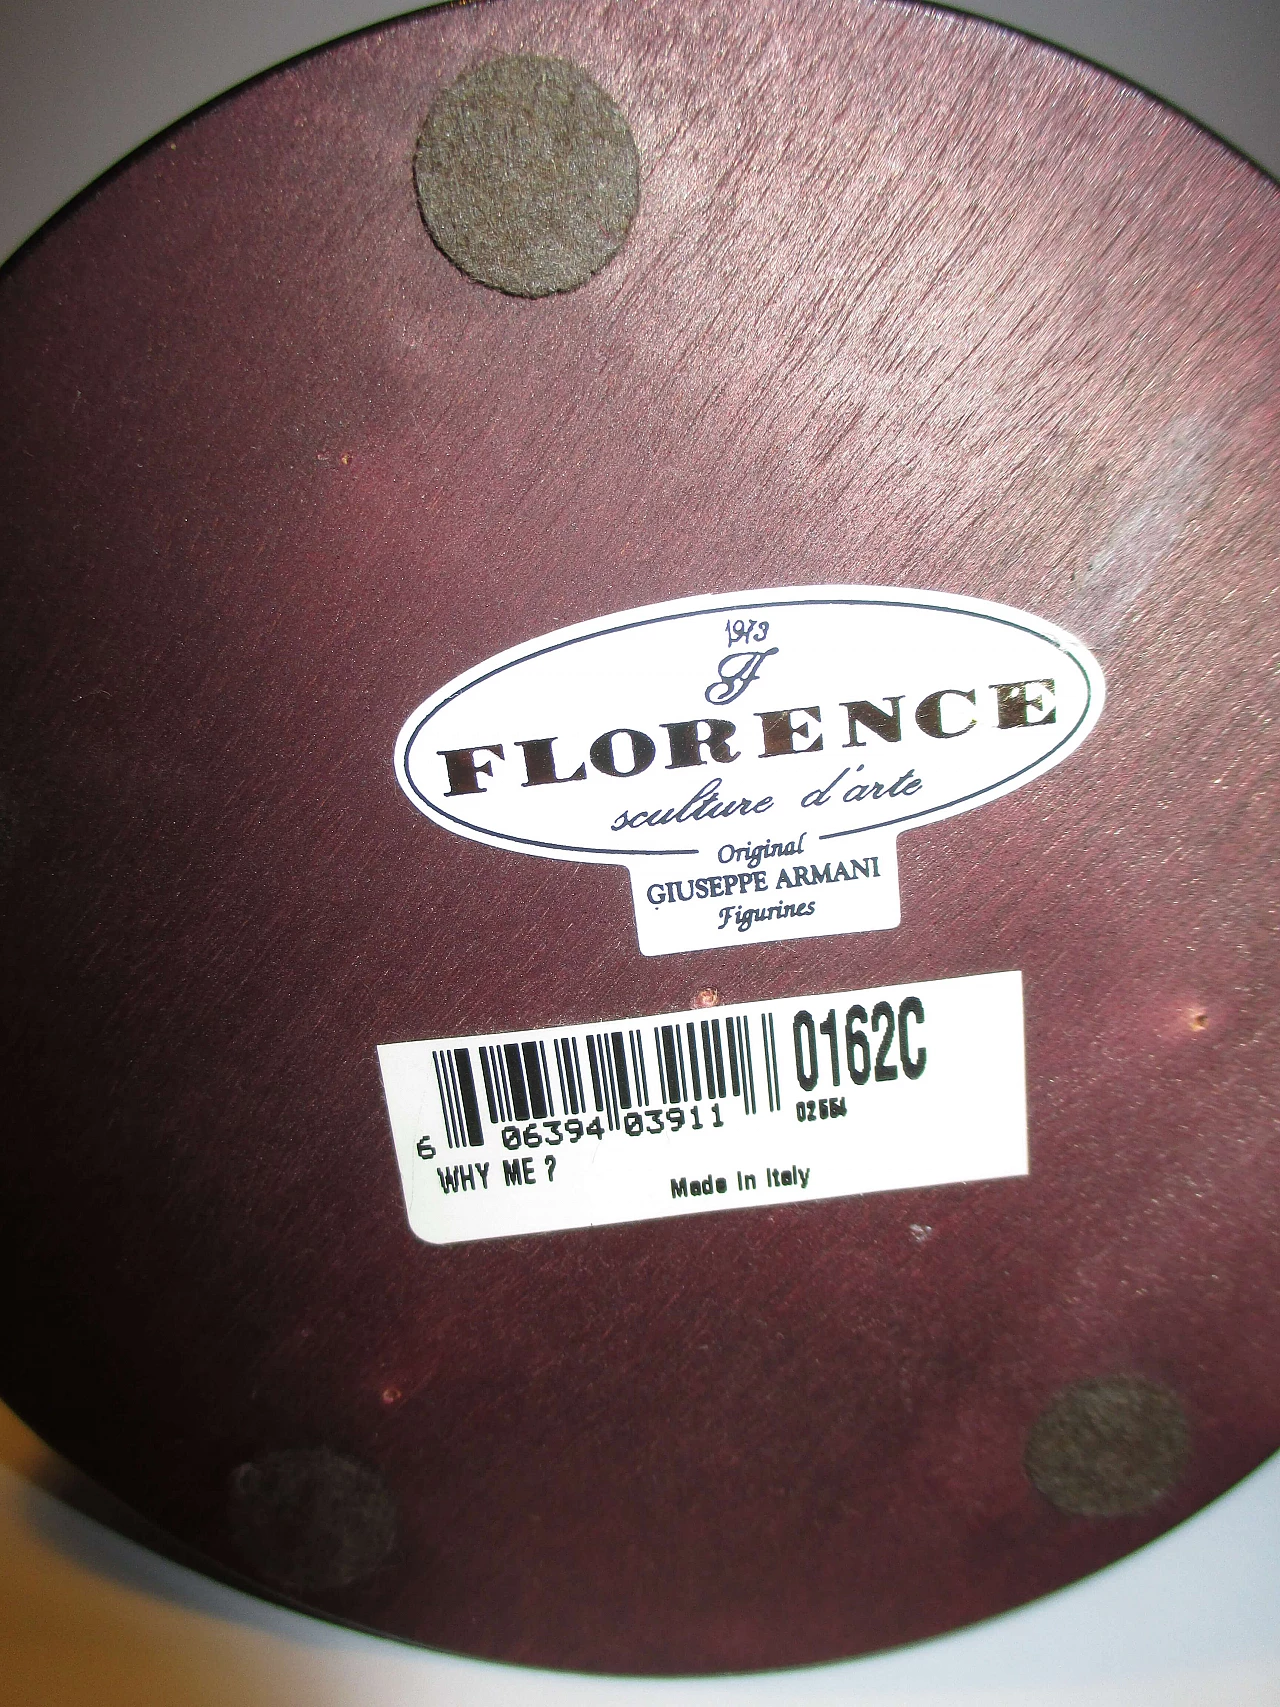 1973
F
FLORENCE
sculture d'arte
Original
GIUSEPPE ARMANI
Figurines
0162C
6 06394 03911
WHY ME ?
Made in Italy